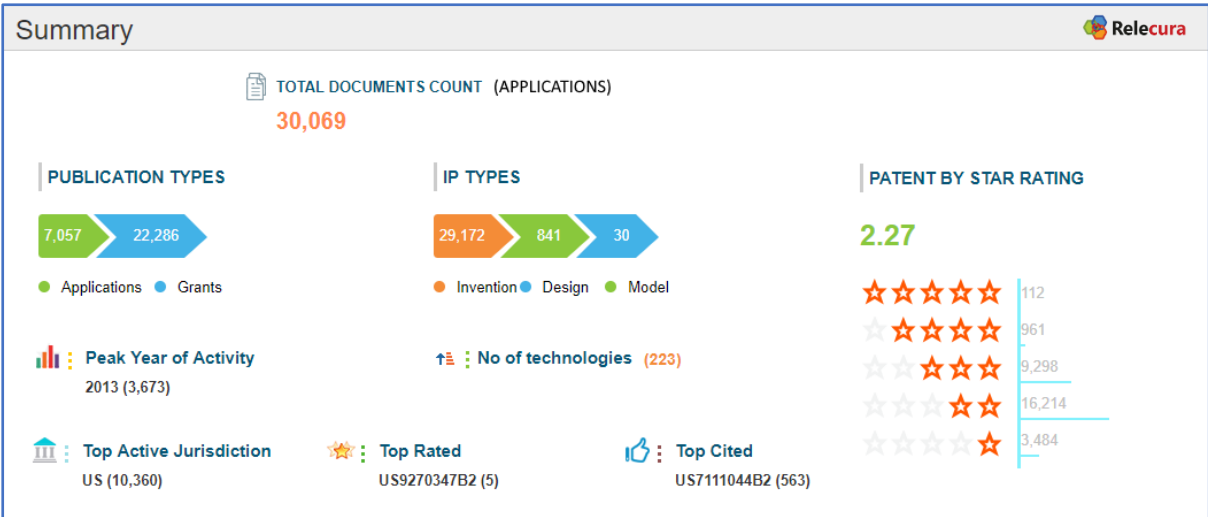 Summary
Relecura
TOTAL DOCUMENTS COUNT (APPLICATIONS)
30,069
PUBLICATION TYPES
7,057 22,286
Applications Grants
IP TYPES
29,172 841 30
Invention Design Model
PATENT BY STAR RATING
2.27
112
961
9,298
16,214
3,484
Peak Year of Activity
2013 (3,673)
No of technologies (223)
Top Active Jurisdiction
US (10,360)
Top Rated
US9270347B2 (5)
Top Cited
US7111044B2 (563)